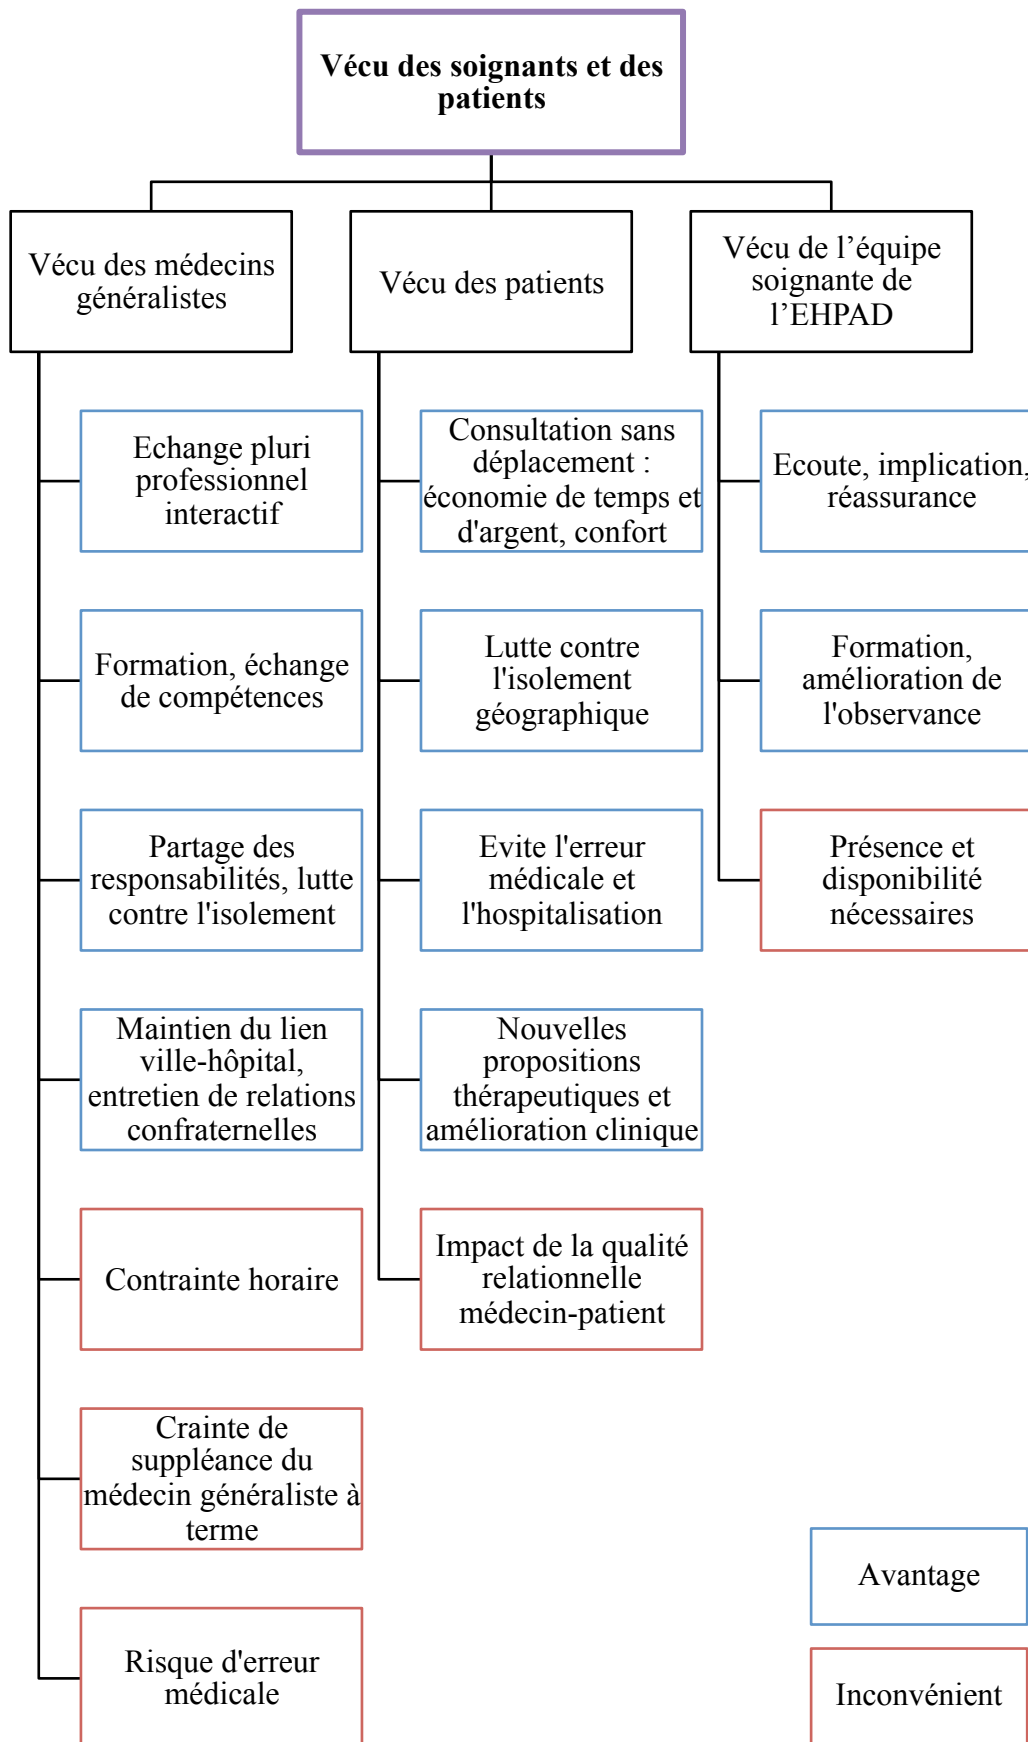 Vécu des soignants et des
patients
Vécu des médecins
généralistes
Vécu des patients
Vécu de l’équipe
soignante de
l’EHPAD
Echange pluri
professionnel
interactif
Formation, échange
de compétences
Partage des
responsabilités, lutte
contre l'isolement
Maintien du lien
ville-hôpital,
entretien de relations
confraternelles
Contrainte horaire
Crainte de
suppléance du
médecin généraliste à
terme
Risque d'erreur
médicale
Consultation sans
déplacement :
économie de temps et
d'argent, confort
Lutte contre
l'isolement
géographique
Evite l'erreur
médicale et
l'hospitalisation
Nouvelles
propositions
thérapeutiques et
amélioration clinique
Impact de la qualité
relationnelle
médecin-patient
Ecoute, implication,
réassurance
Formation,
amélioration de
l'observance
Présence et
disponibilité
nécessaires
Avantage
Inconvénient